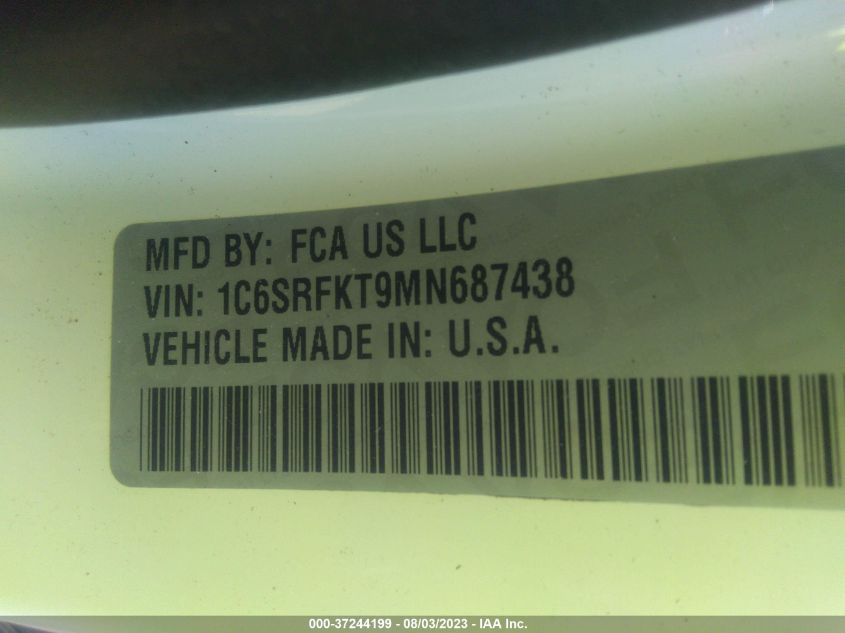 MFD BY: FCA US LLC
VIN: 1C6SRFKT9MN687438
VEHICLE MADE IN: U.S.A.
000-37244199 - 08/03/2023 - IAA Inc.